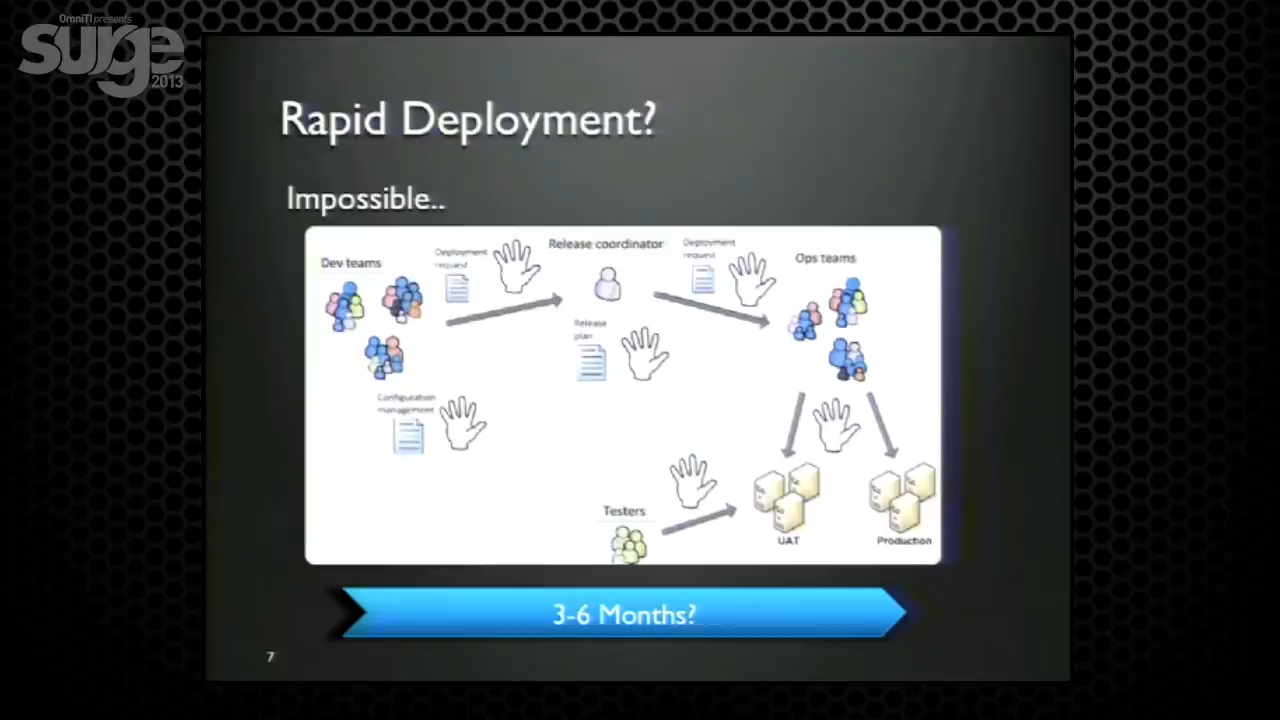 OmniTI presents
surge
2013
Rapid Deployment?
Impossible..
Dev teams
Deployment
request
Release coordinator
Deployment
request
Ops teams
Release
plan
Configuration
management
Testers
UAT
Production
3-6 Months?
7